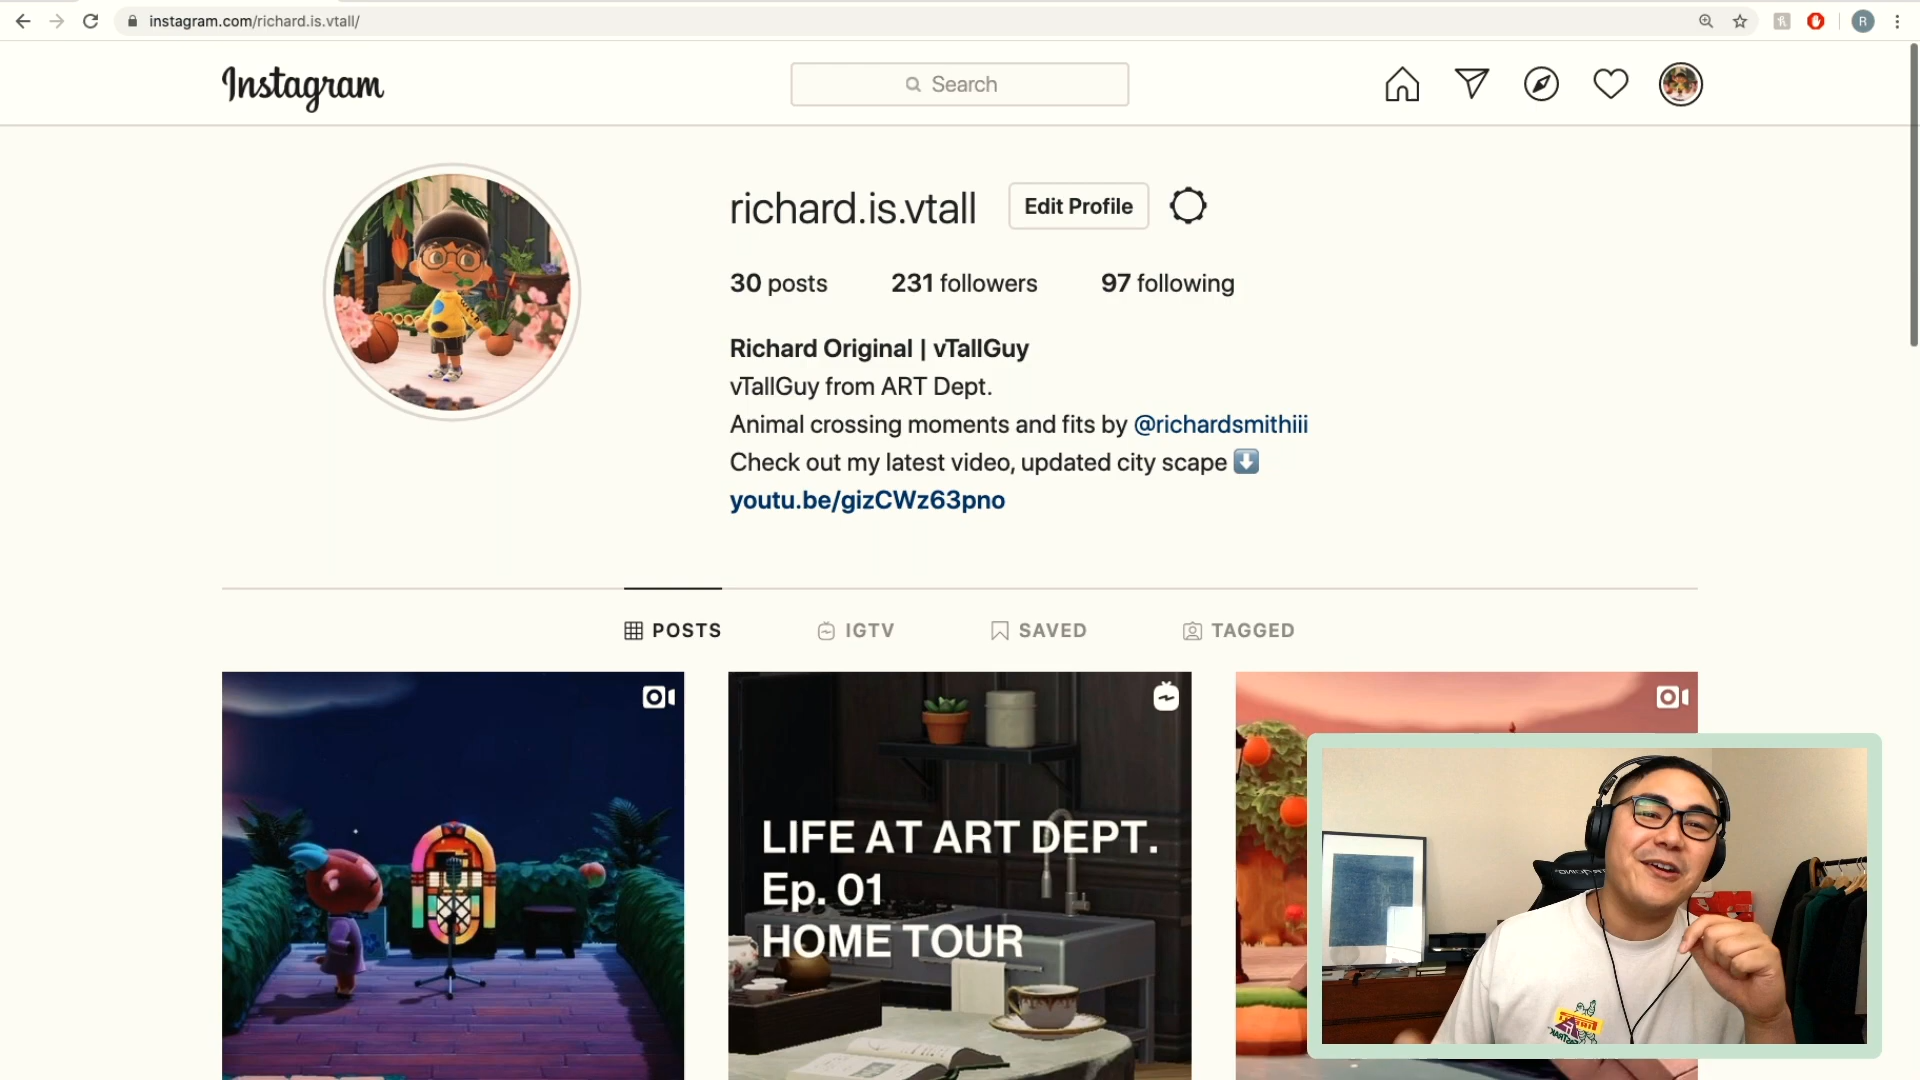 instagram.com/richard.is.vtall/
R
Instagram
Search
richard.is.vtall
Edit Profile
30 posts
231 followers
97 following
Richard Original | vTallGuy
vTallGuy from ART Dept.
Animal crossing moments and fits by @richardsmithiii
Check out my latest video, updated city scape
youtu.be/gizCWz63pno
POSTS
IGTV
SAVED
TAGGED
LIFE AT ART DEPT.
Ep. 01
HOME TOUR